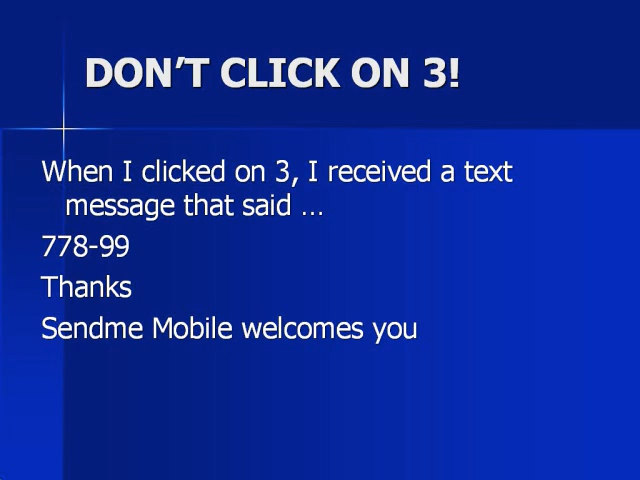 DON’T CLICK ON 3!
When I clicked on 3, I received a text
message that said …
778-99
Thanks
Sendme Mobile welcomes you